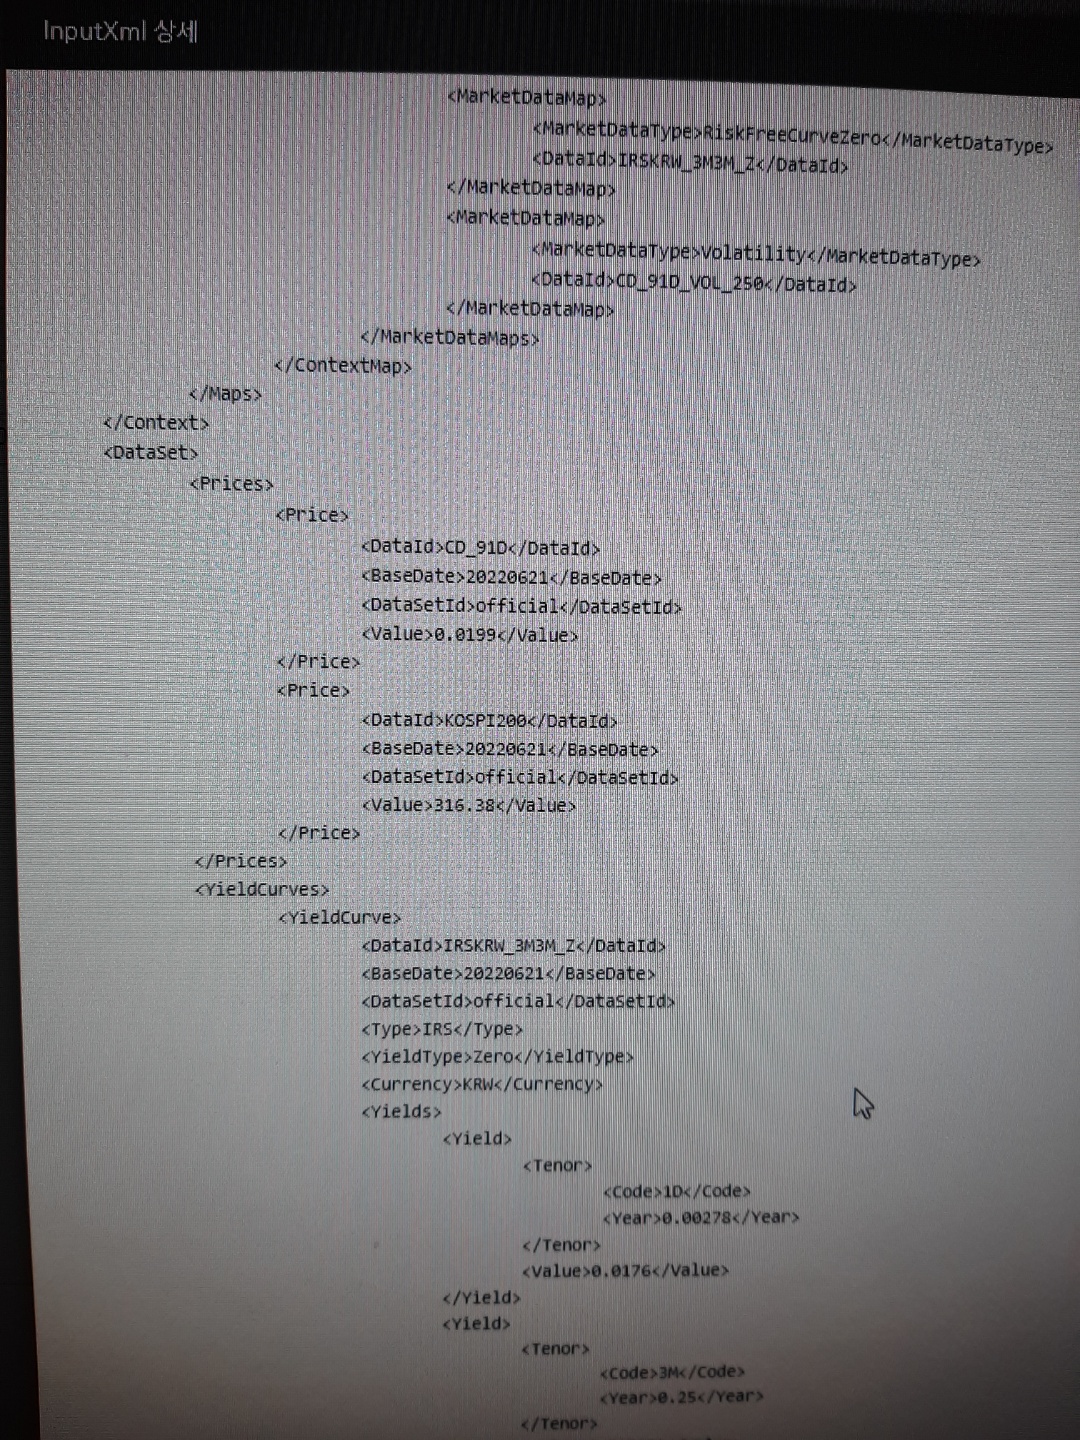 InputXml 상세
<MarketDataMap>
<MarketDataType>RiskFreeCurveZero</MarketDataType>
<DataId>IRSKRW_3M3M_Z</DataId>
</MarketDataMap>
<MarketDataMap>
<MarketDataType>Volatility</MarketDataType>
<DataId>CD_91D_VOL_250</DataId>
</MarketDataMap>
</MarketDataMaps>
</ContextMap>
</Maps>
</Context>
<DataSet>
<Prices>
<Price>
<DataId>CD_91D</DataId>
<BaseDate>20220621</BaseDate>
<DataSetId>official</DataSetId>
<Value>0.0199</Value>
</Price>
<Price>
<DataId>KOSPI200</DataId>
<BaseDate>20220621</BaseDate>
<DataSetId>official</DataSetId>
<Value>316.38</Value>
</Price>
</Prices>
<YieldCurves>
<YieldCurve>
<DataId>IRSKRW_3M3M_Z</DataId>
<BaseDate>20220621</BaseDate>
<DataSetId>official</DataSetId>
<Type>IRS</Type>
<YieldType>Zero</YieldType>
<Currency>KRW</Currency>
<Yields>
<Yield>
<Tenor>
<Code>1D</Code>
<Year>0.00278</Year>
</Tenor>
<Value>0.0176</Value>
</Yield>
<Yield>
<Tenor>
<Code>3M</Code>
<Year>0.25</Year>
</Tenor>